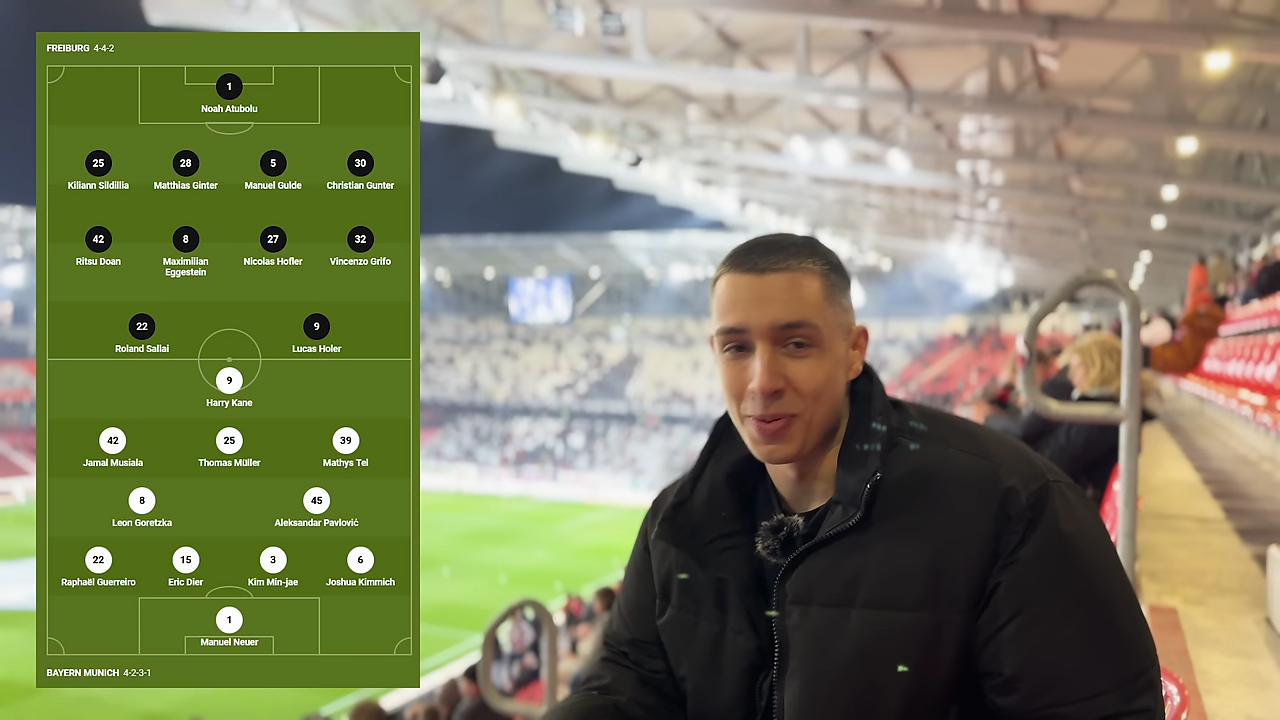 FREIBURG 4-4-2
1
Noah Atubolu
25 28 5 30
Kiliann Sildillia Matthias Ginter Manuel Gulde Christian Gunter
42 8 27 32
Ritsu Doan Maximilian Eggestein Nicolas Hofler Vincenzo Grifo
22 9
Roland Sallai Lucas Holer
9
Harry Kane
42 25 39
Jamal Musiala Thomas Müller Mathys Tel
8 45
Leon Goretzka Aleksandar Pavlović
22 15 3 6
Raphaël Guerreiro Eric Dier Kim Min-jae Joshua Kimmich
1
Manuel Neuer
BAYERN MUNICH 4-2-3-1